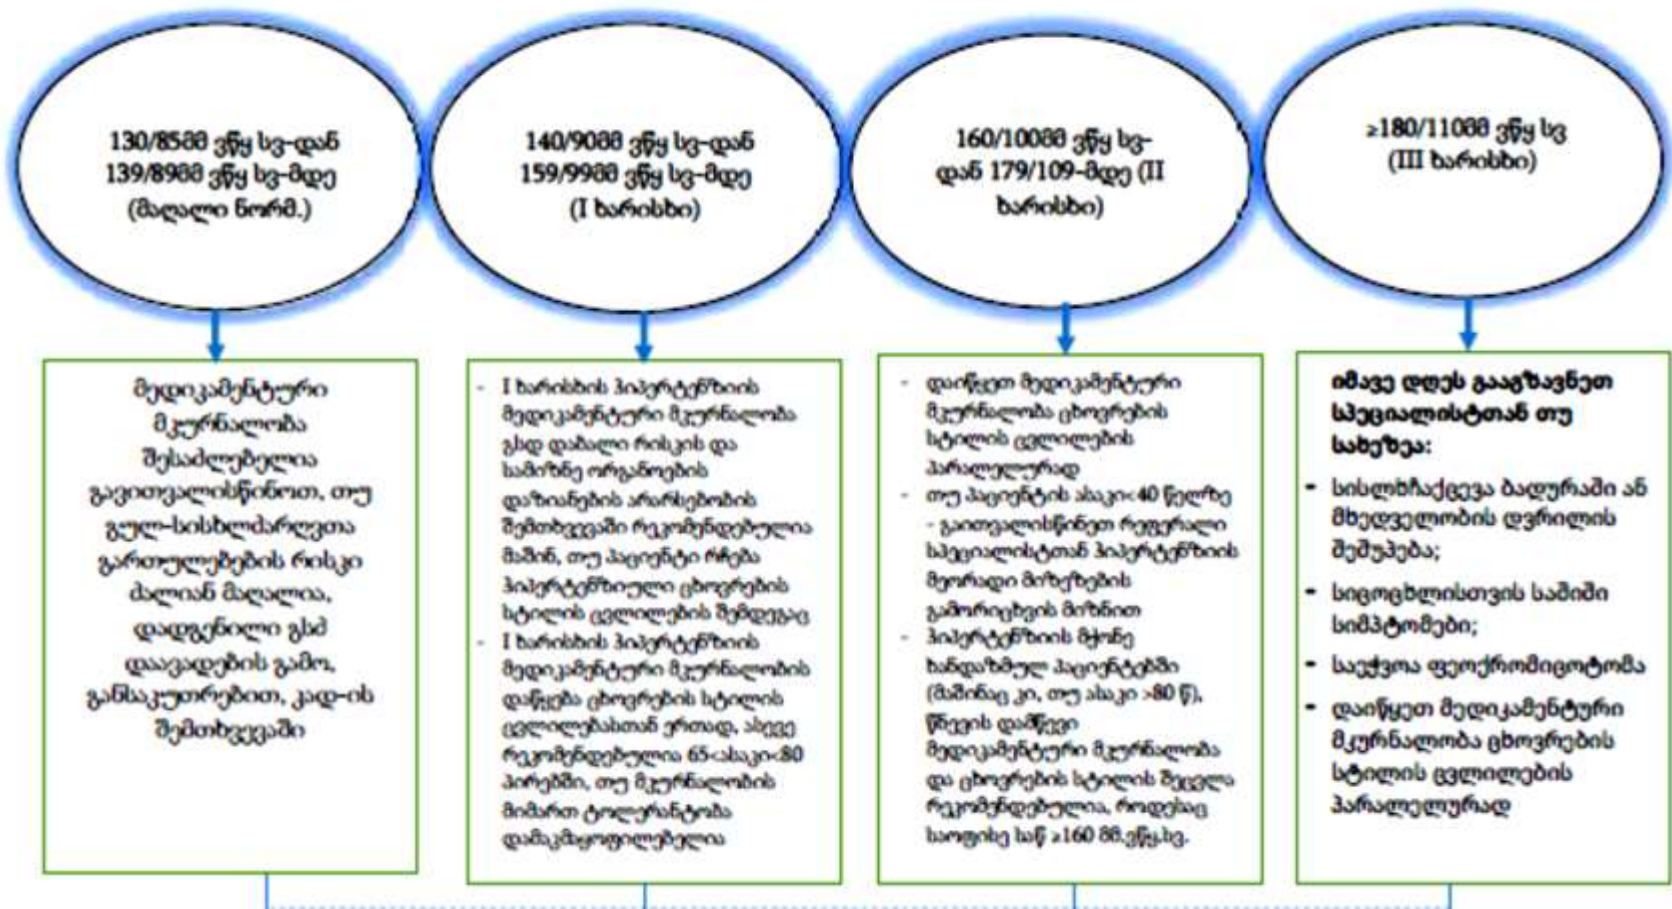 130/85მმ ვწყ სვ-დან
139/89მმ ვწყ სვ-მდე
(მაღალი ნორმ.)
140/90მმ ვწყ სვ-დან
159/99მმ ვწყ სვ-მდე
(I ხარისხი)
160/100მმ ვწყ სვ-
დან 179/109-მდე (II
ხარისხი)
≥180/110მმ ვწყ სვ
(III ხარისხი)
მედიკამენტური
მკურნალობა
შესაძლებელია
გავითვალისწინოთ, თუ
გულ-სისხლძარღვთა
გართულებების რისკი
ძალიან მაღალია,
დადგენილი გსძ
დაავადების გამო,
განსაკუთრებით, კად-ის
შემთხვევაში
- I ხარისხის ჰიპერტენზიის
მედიკამენტური მკურნალობა
გსდ დაბალი რისკის და
სამიზნე ორგანოების
დაზიანების არარსებობის
შემთხვევაში რეკომენდებულია
მაშინ, თუ პაციენტი რჩება
ჰიპერტენზიული ცხოვრების
სტილის ცვლილების შემდეგაც
- I ხარისხის ჰიპერტენზიის
მედიკამენტური მკურნალობის
დაწყება ცხოვრების სტილის
ცვლილებასთან ერთად, ასევე
რეკომენდებულია 65<ასაკი<80
პირებში, თუ მკურნალობის
მიმართ ტოლერანტობა
დამაკმაყოფილებელია
- დაიწყეთ მედიკამენტური
მკურნალობა ცხოვრების
სტილის ცვლილების
პარალელურად
- თუ პაციენტის ასაკი<40 წელზე
- გაითვალისწინეთ რეფერალი
სპეციალისტთან ჰიპერტენზიის
მეორადი მიზეზების
გამორიცხვის მიზნით
- ჰიპერტენზიის მქონე
ხანდაზმულ პაციენტებში
(მაშინაც კი, თუ ასაკი >80 წ),
წნევის დამწევი
მედიკამენტური მკურნალობა
და ცხოვრების სტილის შეცვლა
რეკომენდებულია, როდესაც
საოფისე საწ ≥160 მმ.ვწყ.სვ.
იმავე დღეს გააგზავნეთ
სპეციალისტთან თუ
სახეზეა:
- სისლჩაქცევა ბადურაში ან
მხედველობის დვრილის
შეშუპება;
- სიცოცხლისთვის საშიში
სიმპტომები;
- საეჭვოა ფეოქრომიცოტომა
- დაიწყეთ მედიკამენტური
მკურნალობა ცხოვრების
სტილის ცვლილების
პარალელურად